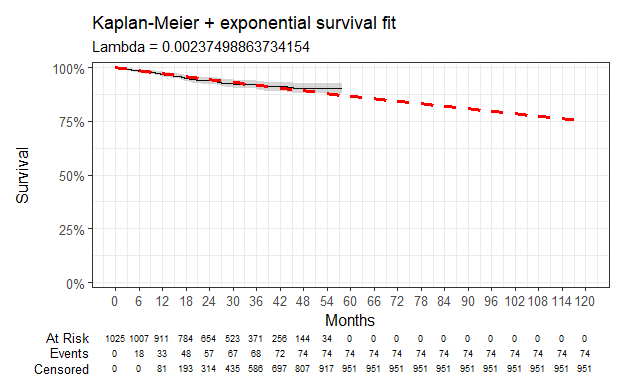 Kaplan-Meier + exponential survival fit
Lambda = 0.00237498863734154
100%
75%
50%
25%
0%
Survival
0 6 12 18 24 30 36 42 48 54 60 66 72 78 84 90 96 102 108 114 120
Months
At Risk 1025 1007 911 784 654 523 371 256 144 34 0 0 0 0 0 0 0 0 0 0 0
Events 0 18 33 48 57 67 68 72 74 74 74 74 74 74 74 74 74 74 74 74 74
Censored 0 0 81 193 314 435 586 697 807 917 951 951 951 951 951 951 951 951 951 951 951